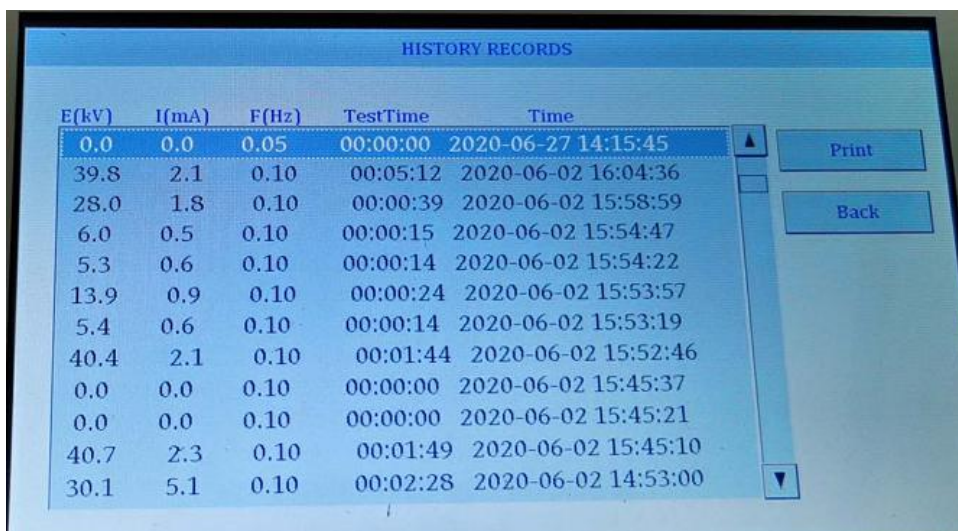 HISTORY RECORDS
E(kV) I(mA) F(Hz) TestTime Time
0.0 0.0 0.05 00:00:00 2020-06-27 14:15:45
39.8 2.1 0.10 00:05:12 2020-06-02 16:04:36
28.0 1.8 0.10 00:00:39 2020-06-02 15:58:59
6.0 0.5 0.10 00:00:15 2020-06-02 15:54:47
5.3 0.6 0.10 00:00:14 2020-06-02 15:54:22
13.9 0.9 0.10 00:00:24 2020-06-02 15:53:57
5.4 0.6 0.10 00:00:14 2020-06-02 15:53:19
40.4 2.1 0.10 00:01:44 2020-06-02 15:52:46
0.0 0.0 0.10 00:00:00 2020-06-02 15:45:37
0.0 0.0 0.10 00:00:00 2020-06-02 15:45:21
40.7 2.3 0.10 00:01:49 2020-06-02 15:45:10
30.1 5.1 0.10 00:02:28 2020-06-02 14:53:00
Print
Back